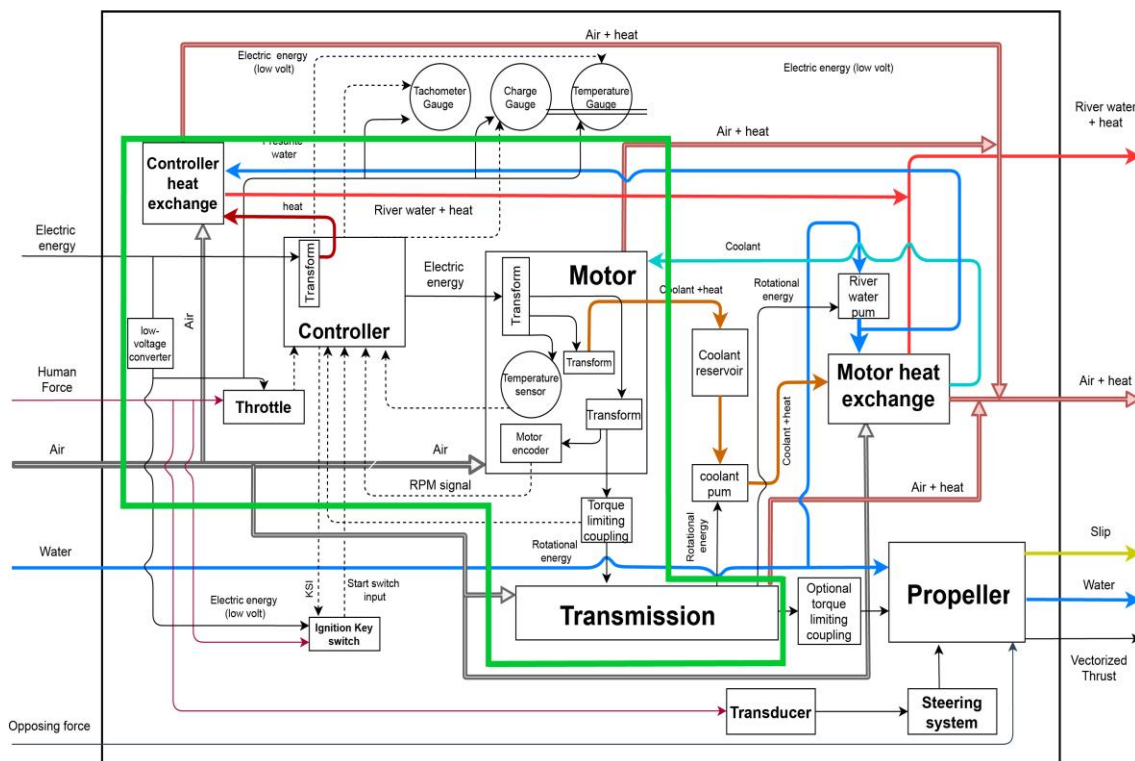 Air + heat
Electric energy
(low volt)
Electric energy (low volt)
Tachometer
Gauge
Charge
Gauge
Temperature
Gauge
River water
+ heat
Air + heat
water
Controller
heat
exchange
heat
River water + heat
Electric
energy
Transform
Controller
Electric
energy
Motor
Transform
Coolant +heat
Transform
Temperature
sensor
Transform
Motor
encoder
Coolant
Rotational
energy
River
water
pum
Coolant
reservoir
Motor heat
exchange
Coolant +heat
coolant
pum
Air + heat
Air
low-
voltage
converter
Human
Force
Throttle
Air
Air
RPM signal
Torque
limiting
coupling
Rotational
energy
Rotational
energy
Air + heat
Water
KSI
Start switch
input
Electric energy
(low volt)
Ignition Key
switch
Transmission
Optional
torque
limiting
coupling
Propeller
Slip
Water
Vectorized
Thrust
Transducer
Steering
system
Opposing force